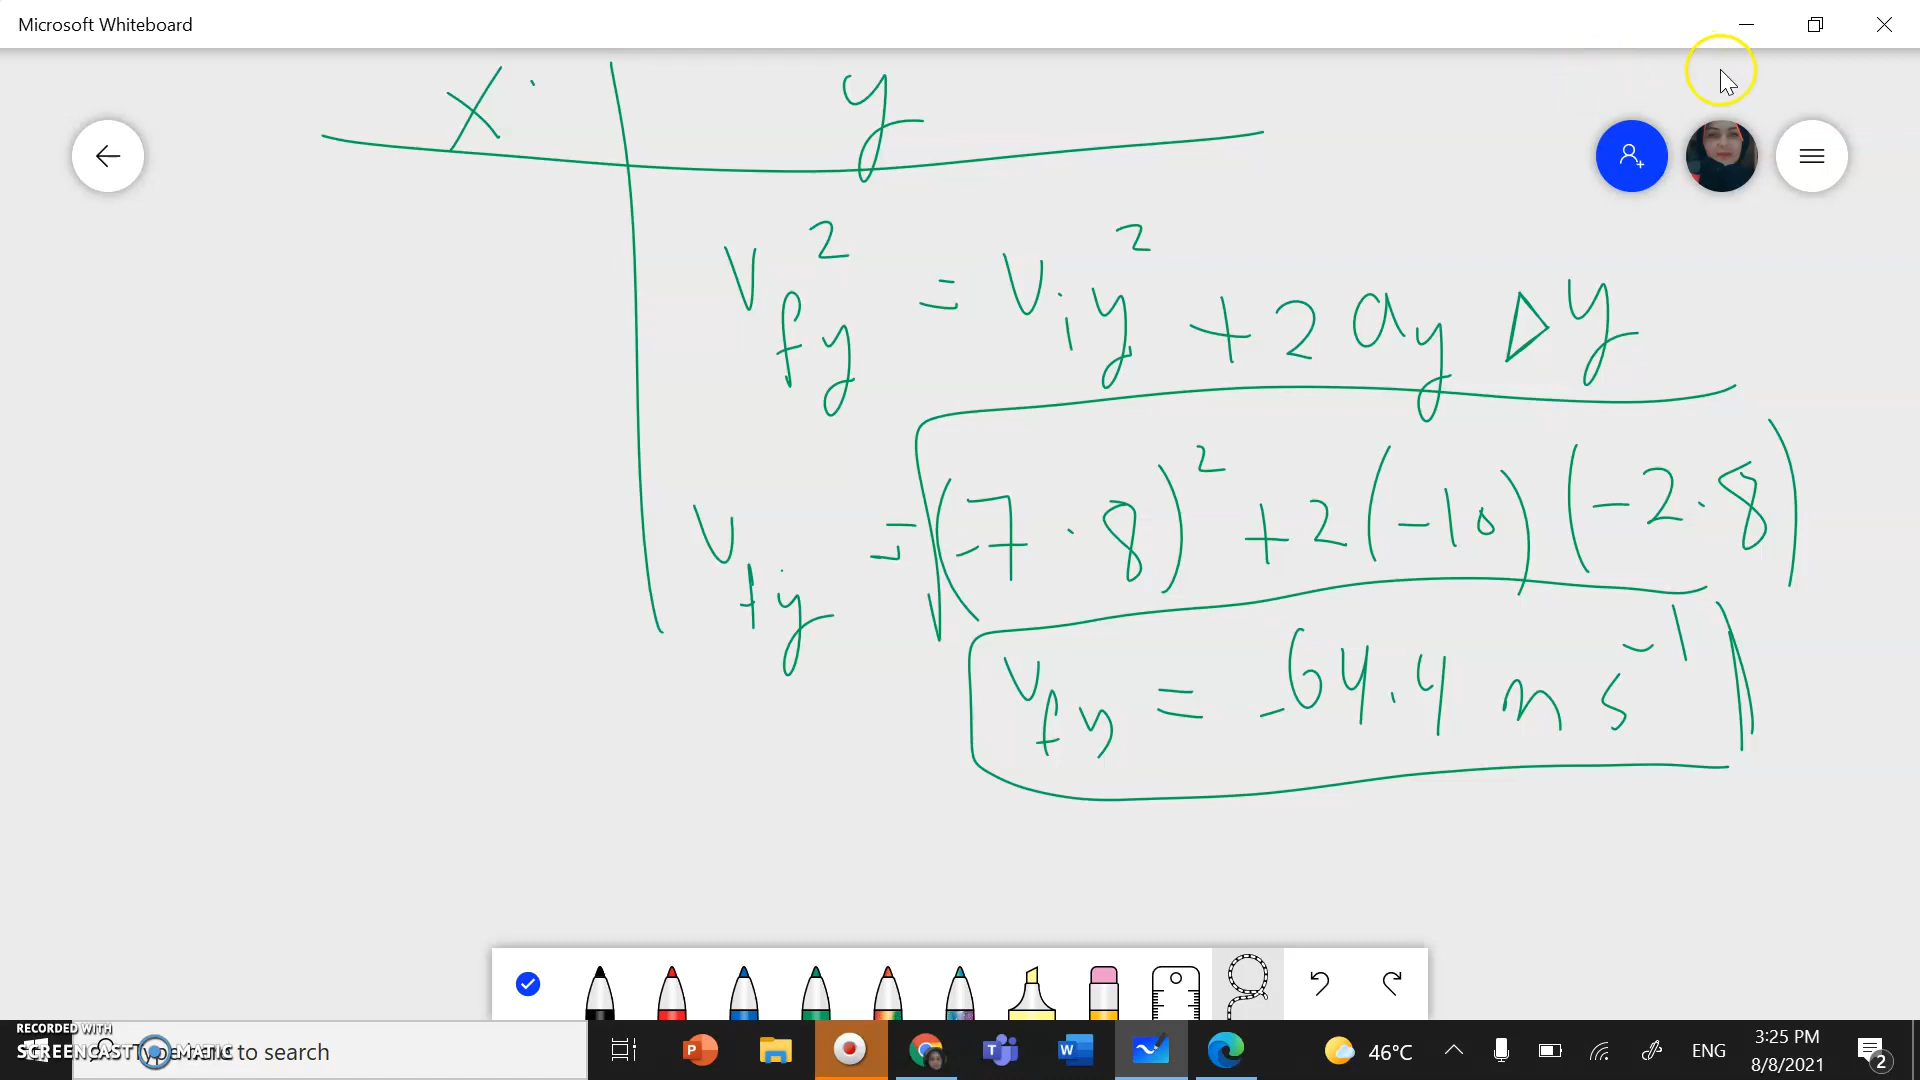 Microsoft Whiteboard
X y
V_fy^2 = V_iy^2 + 2 a_y Δy
V_fy = √((-7.8)^2 + 2(-10)(-2.8))
V_fy = -64.4 m s^-1
RECORDED WITH
SCREENCAST MATIC
to search
46°C
ENG
3:25 PM
8/8/2021
2